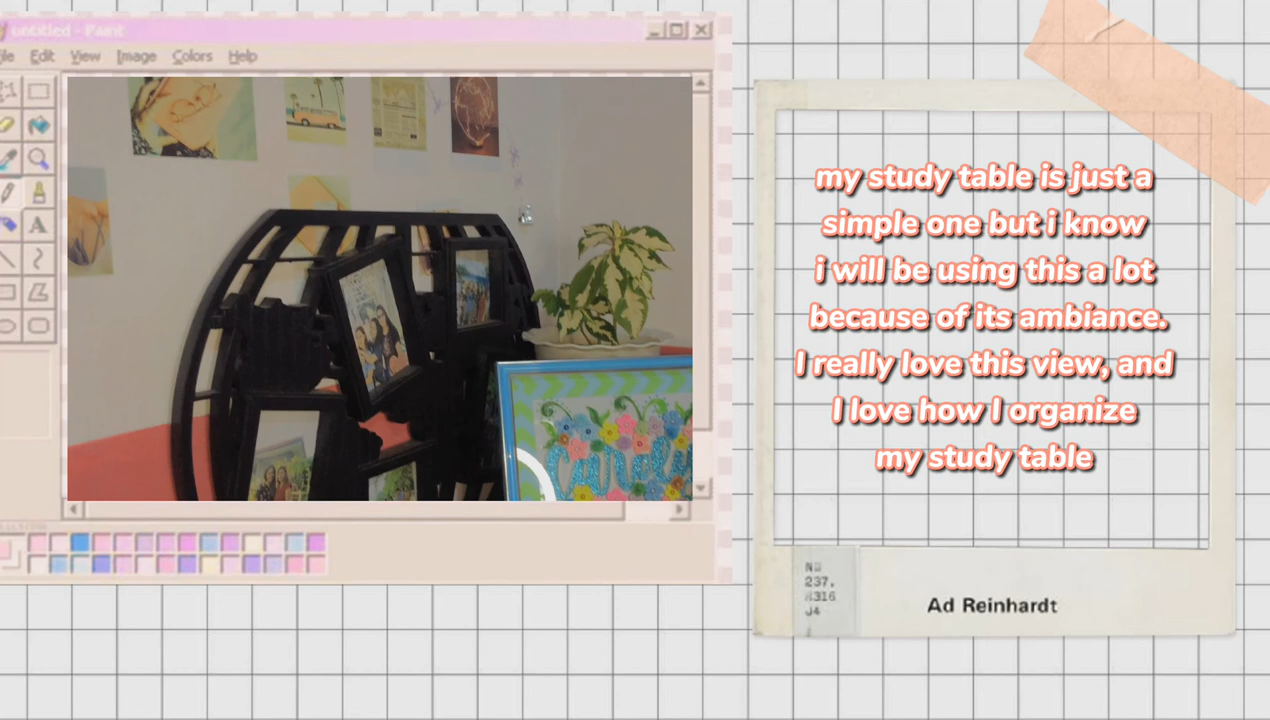 untitled - Paint
File Edit View Image Colors Help
my study table is just a
simple one but i know
i will be using this a lot
because of its ambiance.
I really love this view, and
I love how I organize
my study table
237.
J4
Ad Reinhardt